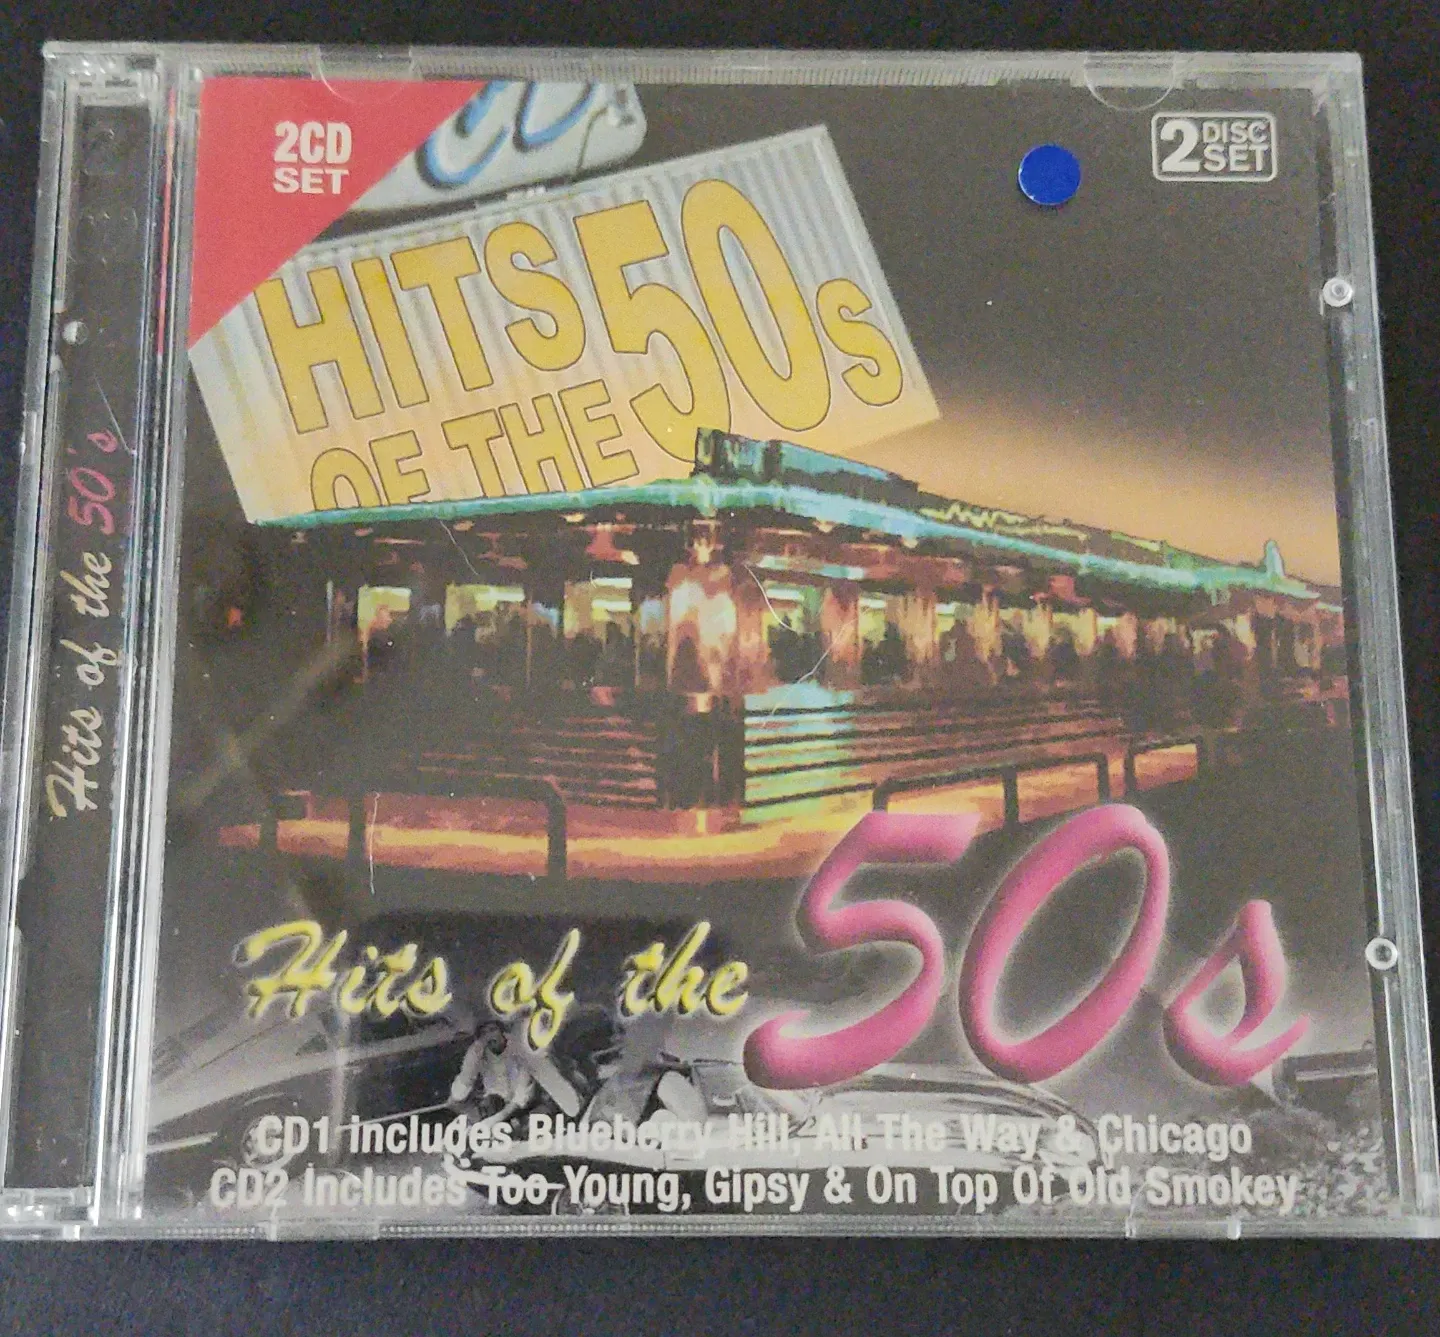 2CD
SET
2 DISC
SET
HITS 50s
OF THE
Hits of the 50's
Hits of the 50s
CD1 includes Blueberry Hill, All The Way & Chicago
CD2 Includes Too Young, Gipsy & On Top Of Old Smokey